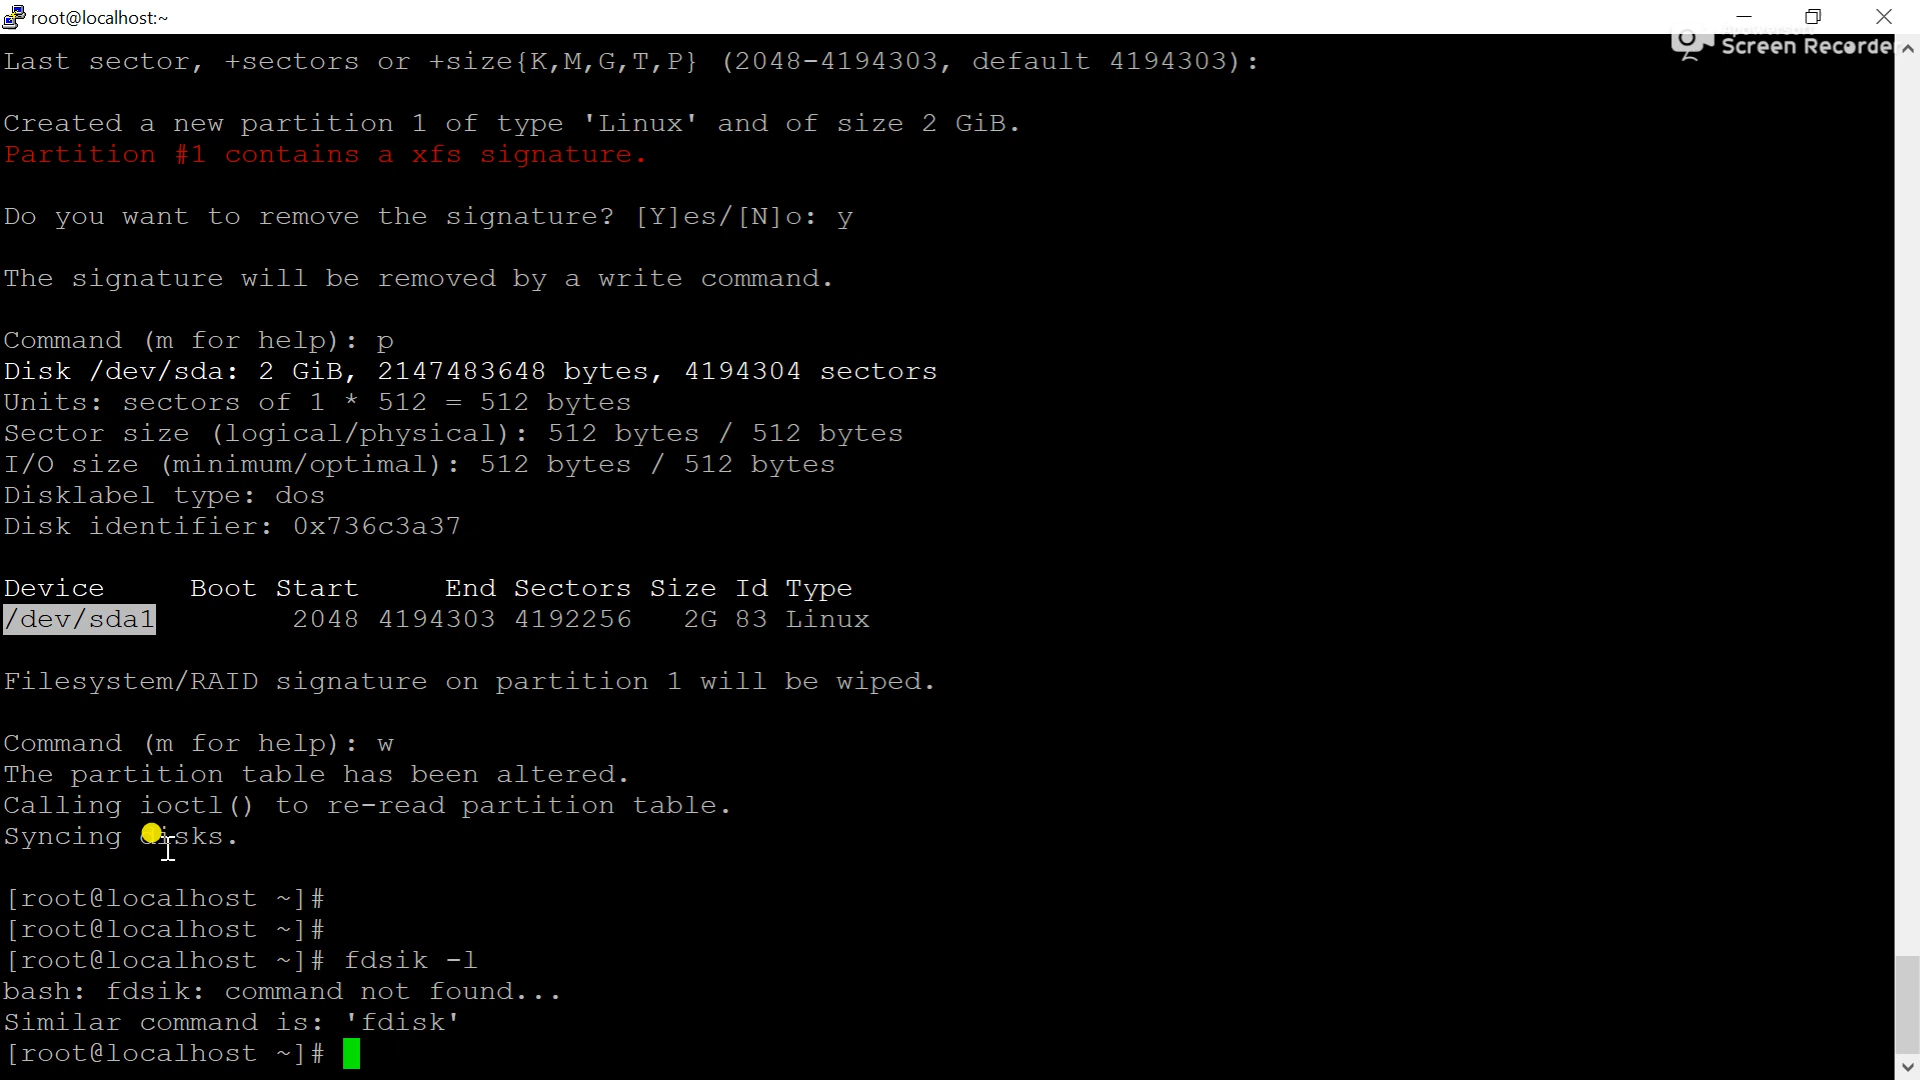 root@localhost:~
Screen Recorder
Last sector, +sectors or +size{K,M,G,T,P} (2048-4194303, default 4194303):
Created a new partition 1 of type 'Linux' and of size 2 GiB.
Partition #1 contains a xfs signature.
Do you want to remove the signature? [Y]es/[N]o: y
The signature will be removed by a write command.
Command (m for help): p
Disk /dev/sda: 2 GiB, 2147483648 bytes, 4194304 sectors
Units: sectors of 1 * 512 = 512 bytes
Sector size (logical/physical): 512 bytes / 512 bytes
I/O size (minimum/optimal): 512 bytes / 512 bytes
Disklabel type: dos
Disk identifier: 0x736c3a37
Device     Boot Start     End Sectors Size Id Type
/dev/sda1        2048 4194303 4192256   2G 83 Linux
Filesystem/RAID signature on partition 1 will be wiped.
Command (m for help): w
The partition table has been altered.
Calling ioctl() to re-read partition table.
Syncing disks.
[root@localhost ~]#
[root@localhost ~]#
[root@localhost ~]# fdsik -l
bash: fdsik: command not found...
Similar command is: 'fdisk'
[root@localhost ~]#